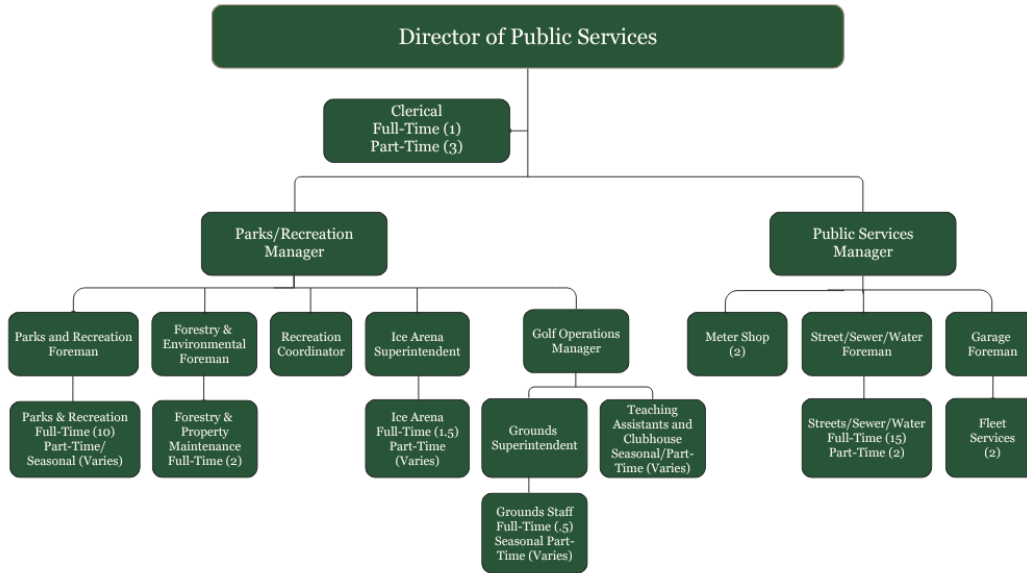 Director of Public Services
Clerical
Full-Time (1)
Part-Time (3)
Parks/Recreation
Manager
Public Services
Manager
Parks and Recreation
Foreman
Forestry &
Environmental
Foreman
Recreation
Coordinator
Ice Arena
Superintendent
Golf Operations
Manager
Meter Shop
(2)
Street/Sewer/Water
Foreman
Garage
Foreman
Parks & Recreation
Full-Time (10)
Part-Time/
Seasonal (Varies)
Forestry &
Property
Maintenance
Full-Time (2)
Ice Arena
Full-Time (1.5)
Part-Time
(Varies)
Grounds
Superintendent
Teaching
Assistants and
Clubhouse
Seasonal/Part-
Time (Varies)
Streets/Sewer/Water
Full-Time (15)
Part-Time (2)
Fleet
Services
(2)
Grounds Staff
Full-Time (.5)
Seasonal Part-
Time (Varies)